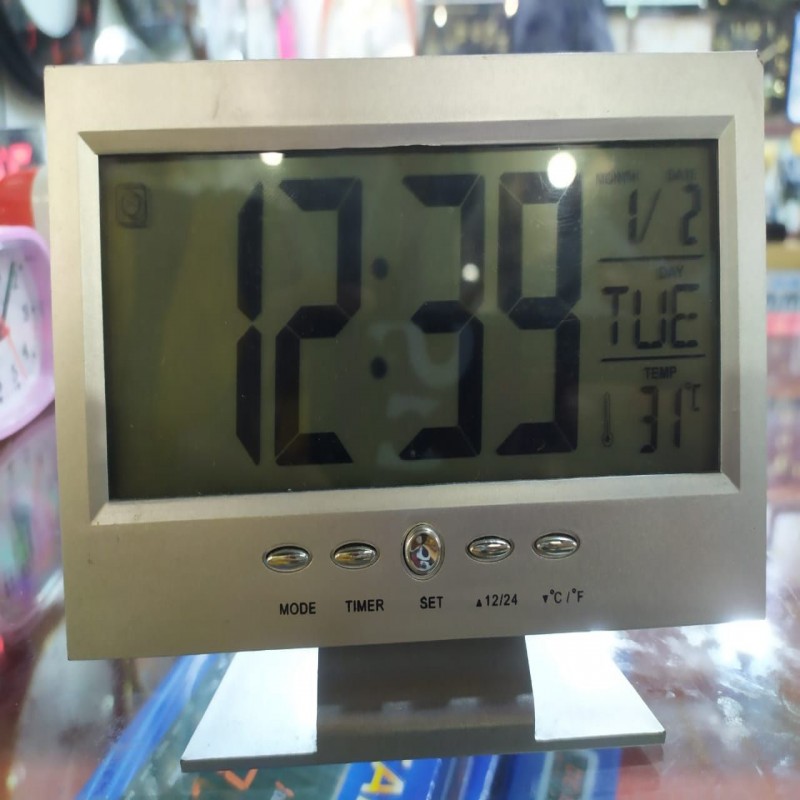 MONTH DATE
12:39
1/2
DAY
TUE
TEMP
31°C
MODE TIMER SET ▲12/24 ▼°C/°F